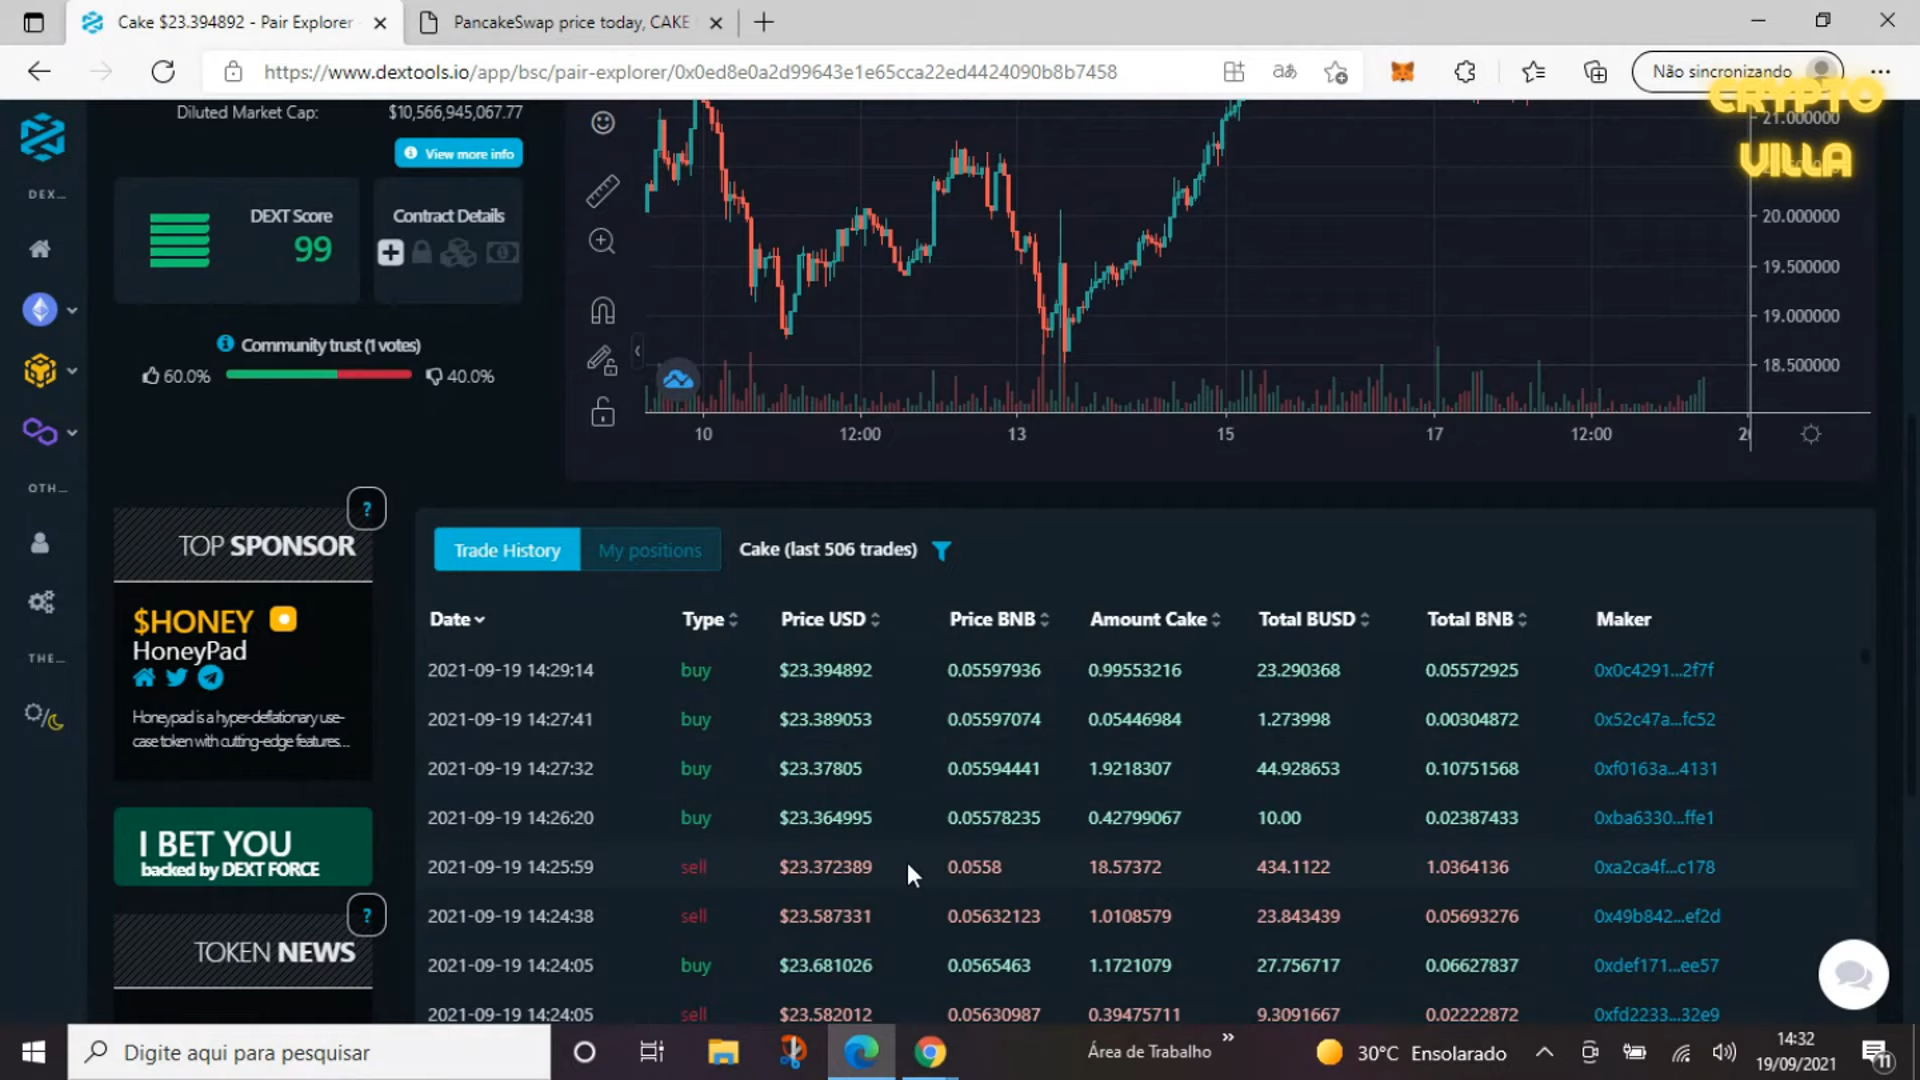 Cake $23.394892 - Pair Explorer
PancakeSwap price today, CAKE
https://www.dextools.io/app/bsc/pair-explorer/0x0ed8e0a2d99643e1e65cca22ed4424090b8b7458
aあ
Não sincronizando
CRYPTO
VILLA
Diluted Market Cap: $10,566,945,067.77
View more info
DEX...
DEXT Score
99
Contract Details
Community trust (1 votes)
60.0%
40.0%
21.000000
20.000000
19.500000
19.000000
18.500000
10 12:00 13 15 17 12:00
OTH...
THE...
TOP SPONSOR
?
$HONEY
HoneyPad
Honeypad is a hyper-deflationary use-
case token with cutting-edge features...
I BET YOU
backed by DEXT FORCE
?
TOKEN NEWS
Trade History My positions Cake (last 506 trades)
Date Type Price USD Price BNB Amount Cake Total BUSD Total BNB Maker
2021-09-19 14:29:14 buy $23.394892 0.05597936 0.99553216 23.290368 0.05572925 0x0c4291...2f7f
2021-09-19 14:27:41 buy $23.389053 0.05597074 0.05446984 1.273998 0.00304872 0x52c47a...fc52
2021-09-19 14:27:32 buy $23.37805 0.05594441 1.9218307 44.928653 0.10751568 0xf0163a...4131
2021-09-19 14:26:20 buy $23.364995 0.05578235 0.42799067 10.00 0.02387433 0xba6330...ffe1
2021-09-19 14:25:59 sell $23.372389 0.0558 18.57372 434.1122 1.0364136 0xa2ca4f...c178
2021-09-19 14:24:38 sell $23.587331 0.05632123 1.0108579 23.843439 0.05693276 0x49b842...ef2d
2021-09-19 14:24:05 buy $23.681026 0.0565463 1.1721079 27.756717 0.06627837 0xdef171...ee57
2021-09-19 14:24:05 sell $23.582012 0.05630987 0.39475711 9.3091667 0.02222872 0xfd2233...32e9
Digite aqui para pesquisar
Área de Trabalho
30°C Ensolarado
14:32
19/09/2021
11